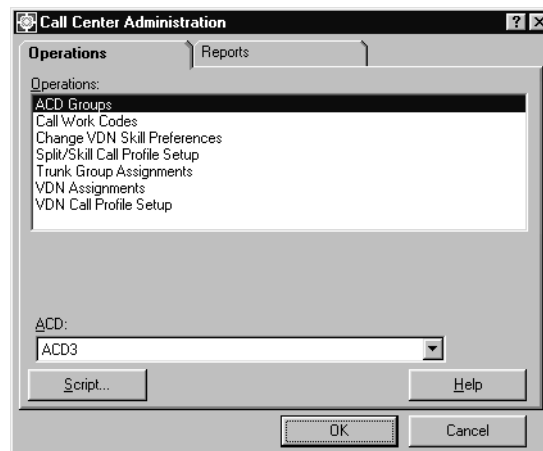 Call Center Administration
Operations
Reports
Operations:
ACD Groups
Call Work Codes
Change VDN Skill Preferences
Split/Skill Call Profile Setup
Trunk Group Assignments
VDN Assignments
VDN Call Profile Setup
ACD:
ACD3
Script...
Help
OK
Cancel